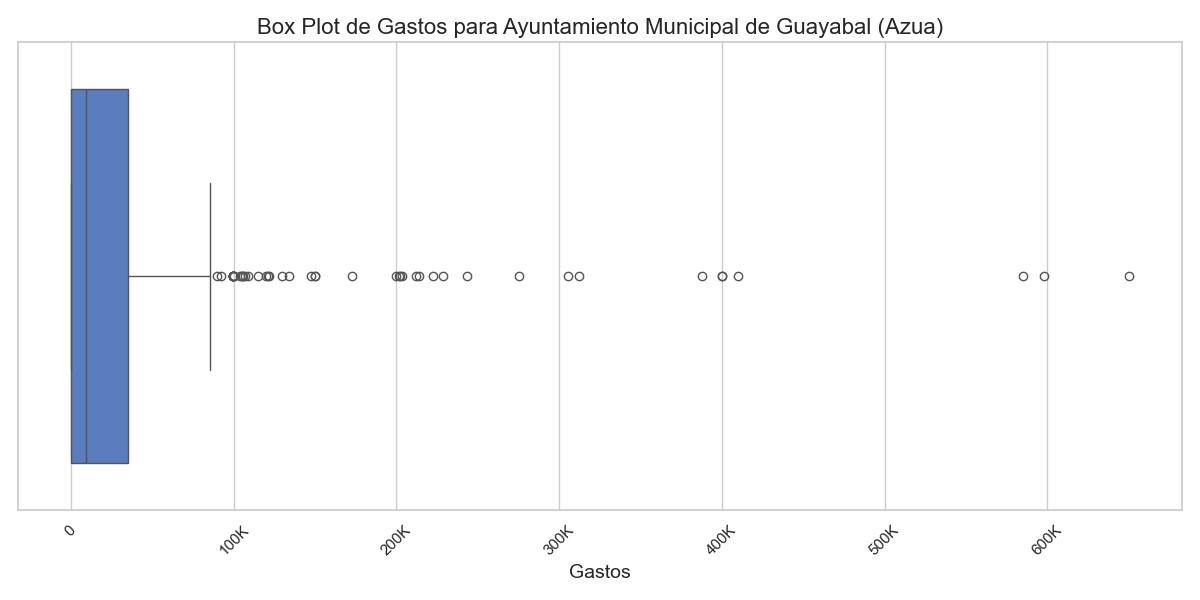 Box Plot de Gastos para Ayuntamiento Municipal de Guayabal (Azua)
0
100K
200K
300K
400K
500K
600K
Gastos